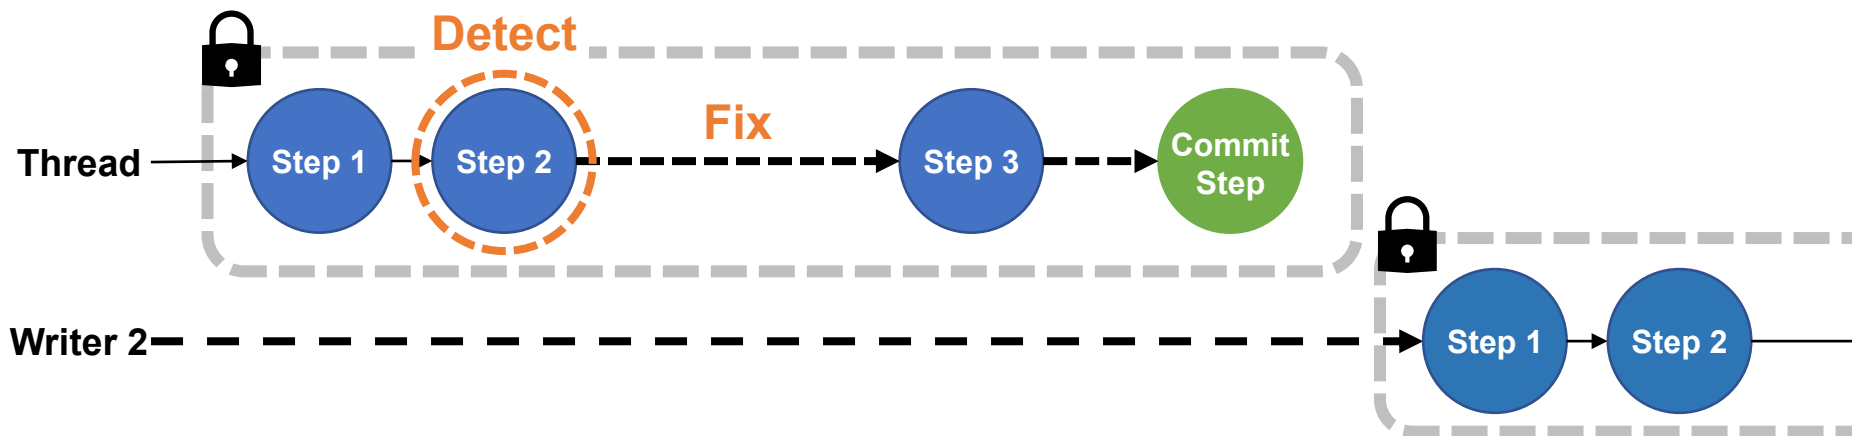 Detect
Fix
Thread
Step 1
Step 2
Step 3
Commit
Step
Writer 2
Step 1
Step 2